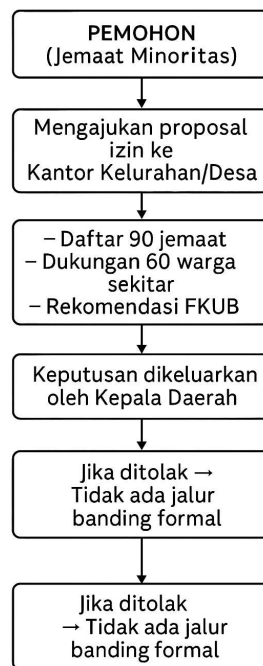 PEMOHON
(Jemaat Minoritas)
Mengajukan proposal
izin ke
Kantor Kelurahan/Desa
– Daftar 90 jemaat
– Dukungan 60 warga
sekitar
– Rekomendasi FKUB
Keputusan dikeluarkan
oleh Kepala Daerah
Jika ditolak →
Tidak ada jalur
banding formal
Jika ditolak
→ Tidak ada jalur
banding formal